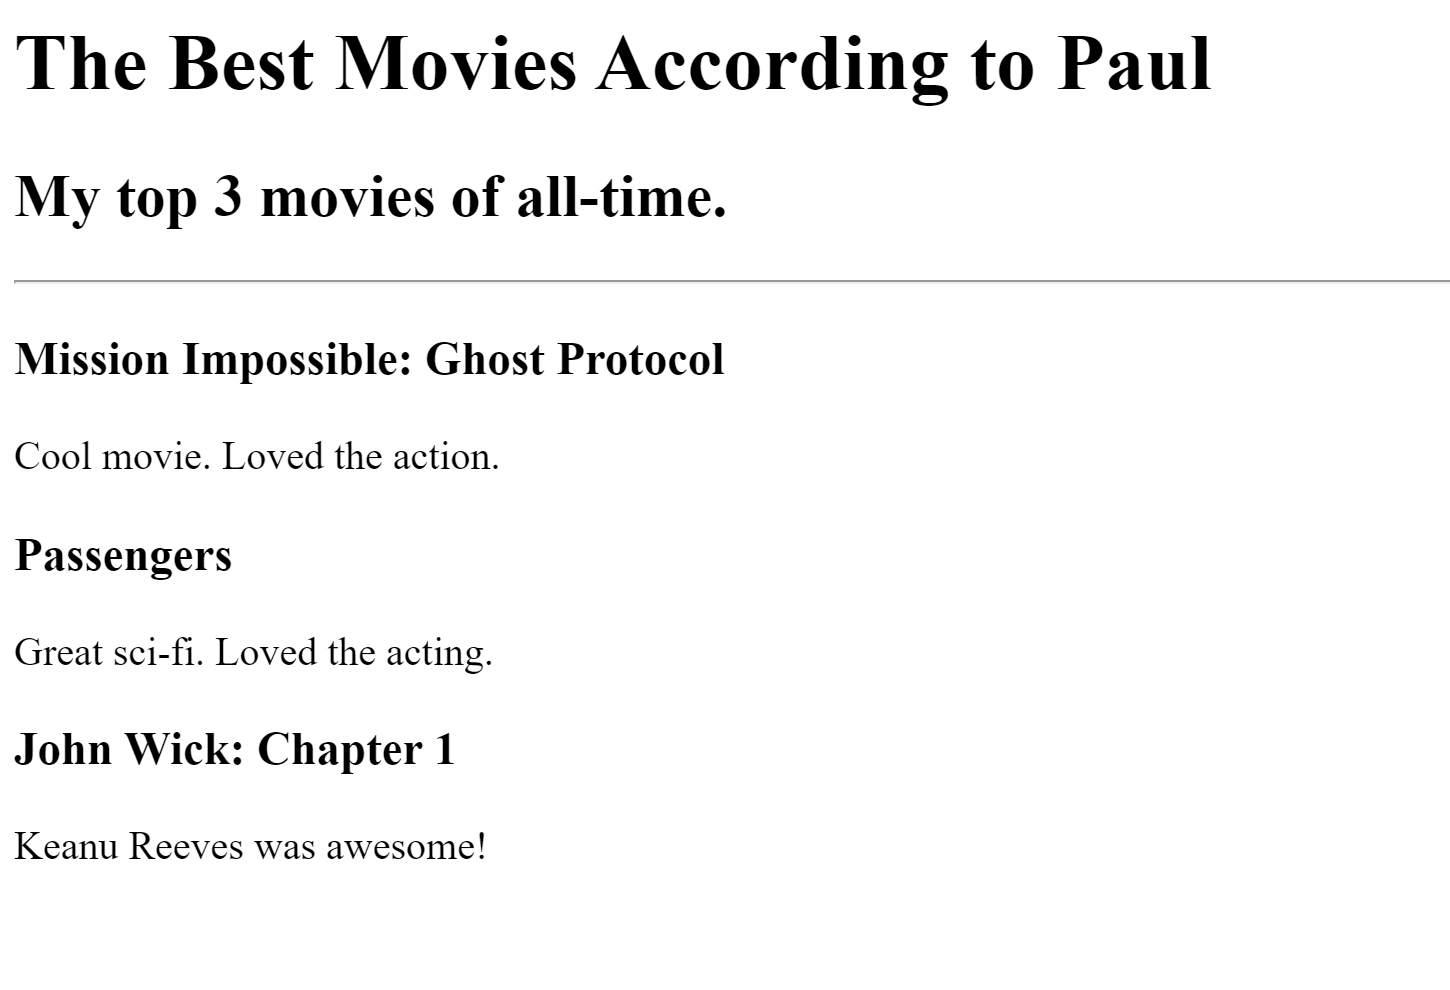 The Best Movies According to Paul
My top 3 movies of all-time.
Mission Impossible: Ghost Protocol
Cool movie. Loved the action.
Passengers
Great sci-fi. Loved the acting.
John Wick: Chapter 1
Keanu Reeves was awesome!